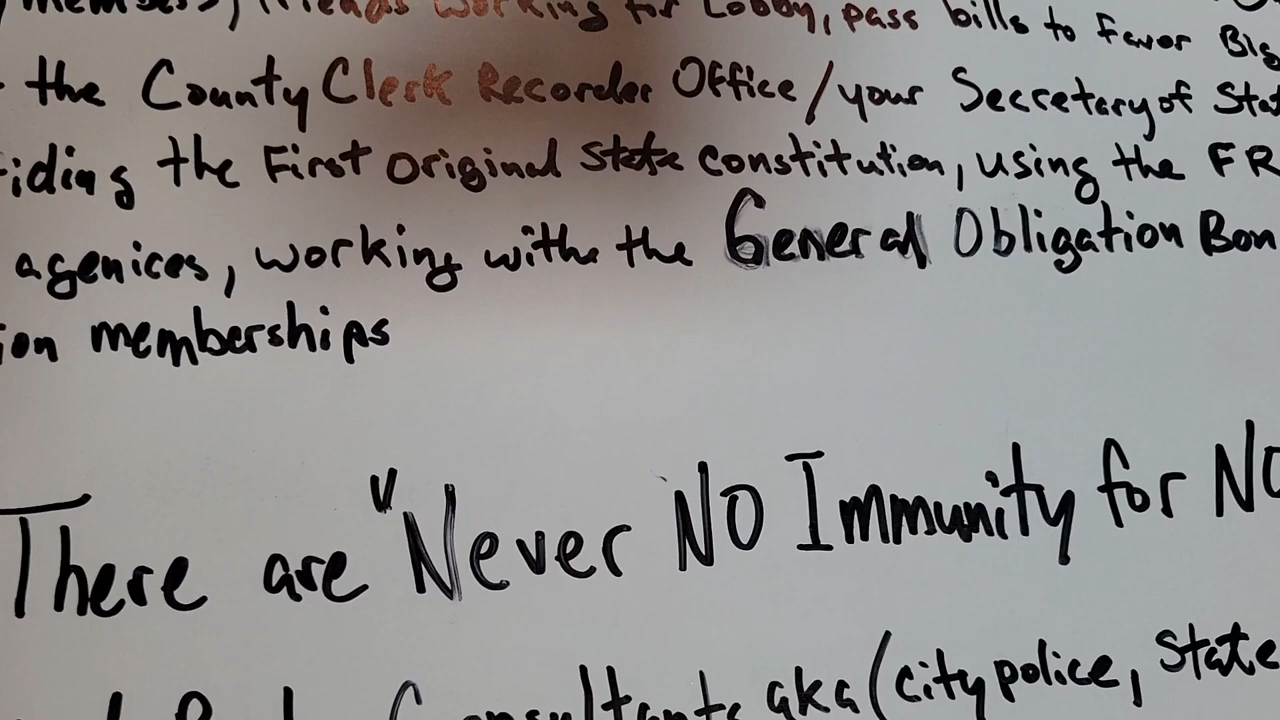 members, friends working for Lobby, pass bills to favor Big
the County Clerk Recorder Office/your Secretary of Stat
iding the First Original State constitution, using the FR
agenices, working withe the General Obligation Bon
ion memberships
There are "Never NO Immunity for NO
Consultants aka (city police, State